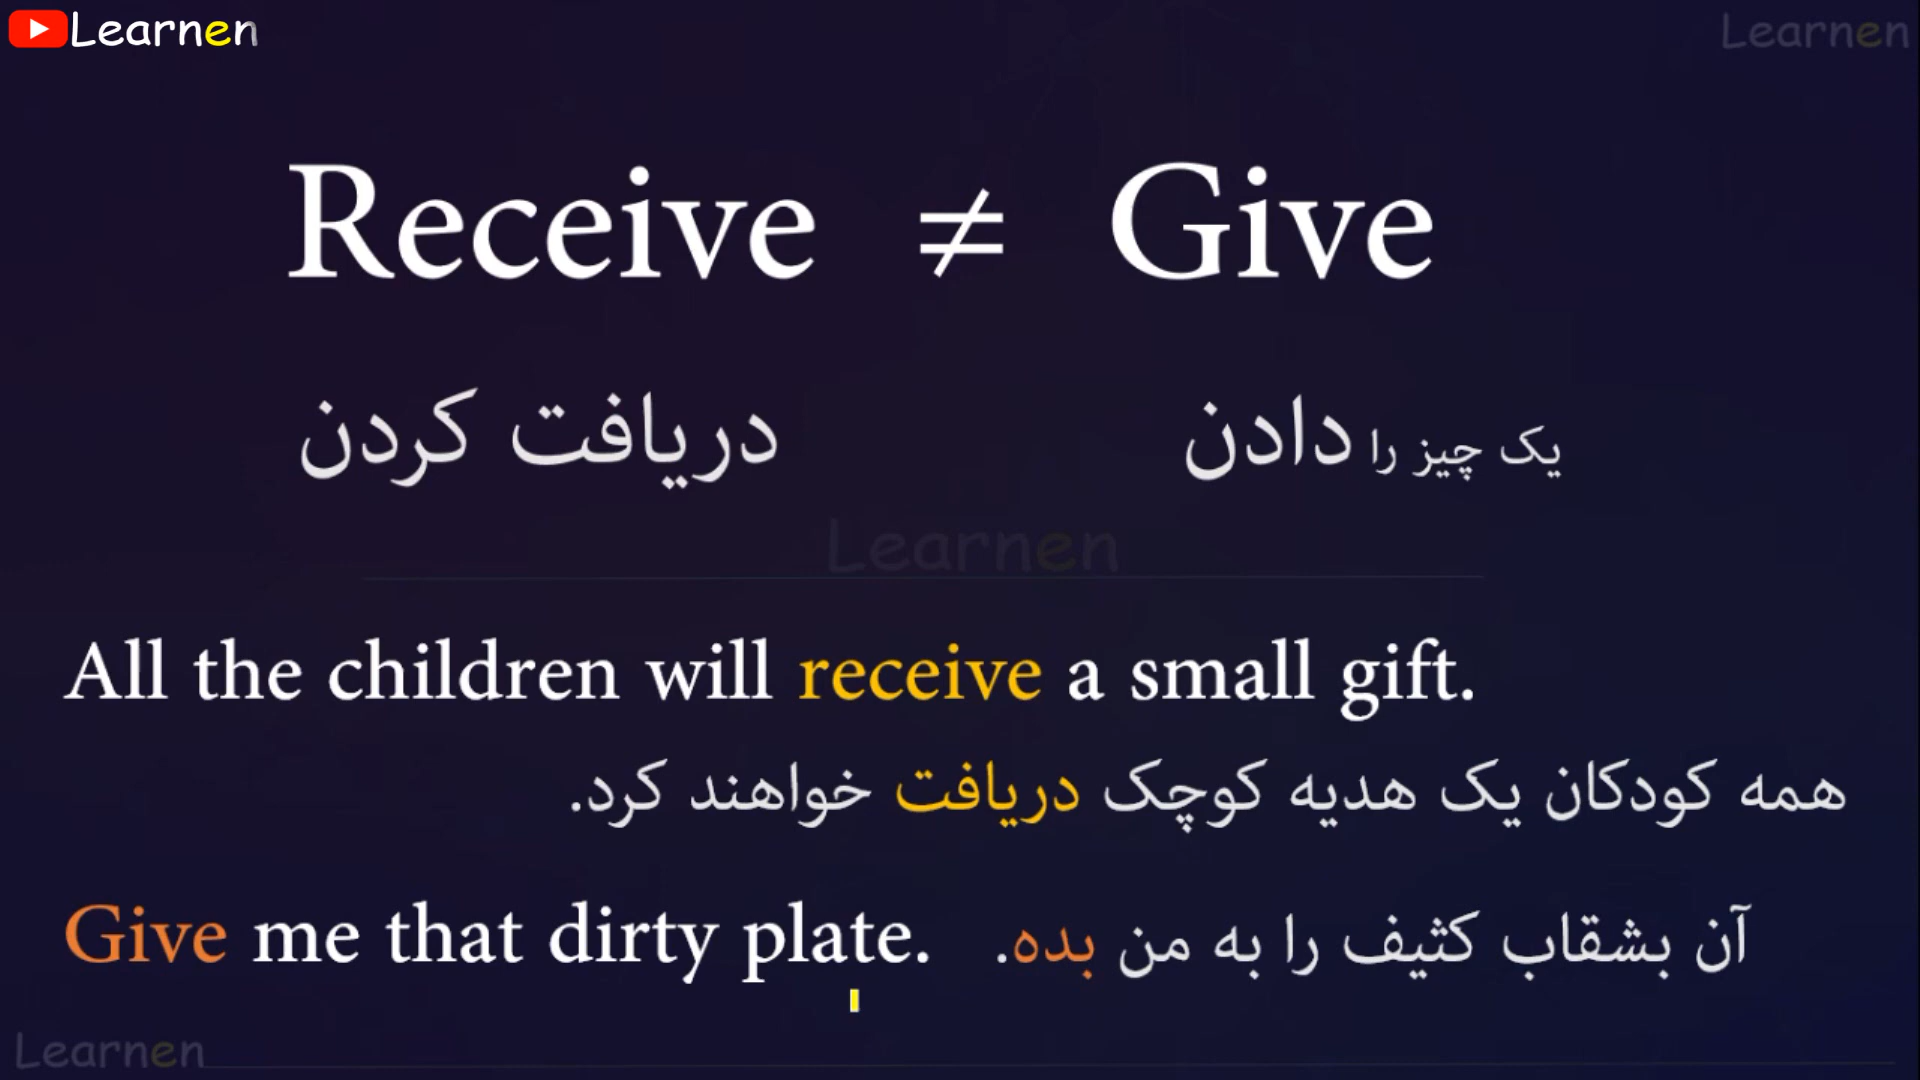 Learnen Learnen
Receive ≠ Give
دریافت کردن
یک چیز را دادن
Learnen
All the children will receive a small gift.
همه کودکان یک هدیه کوچک دریافت خواهند کرد.
Give me that dirty plate.
آن بشقاب کثیف را به من بده.
Learnen